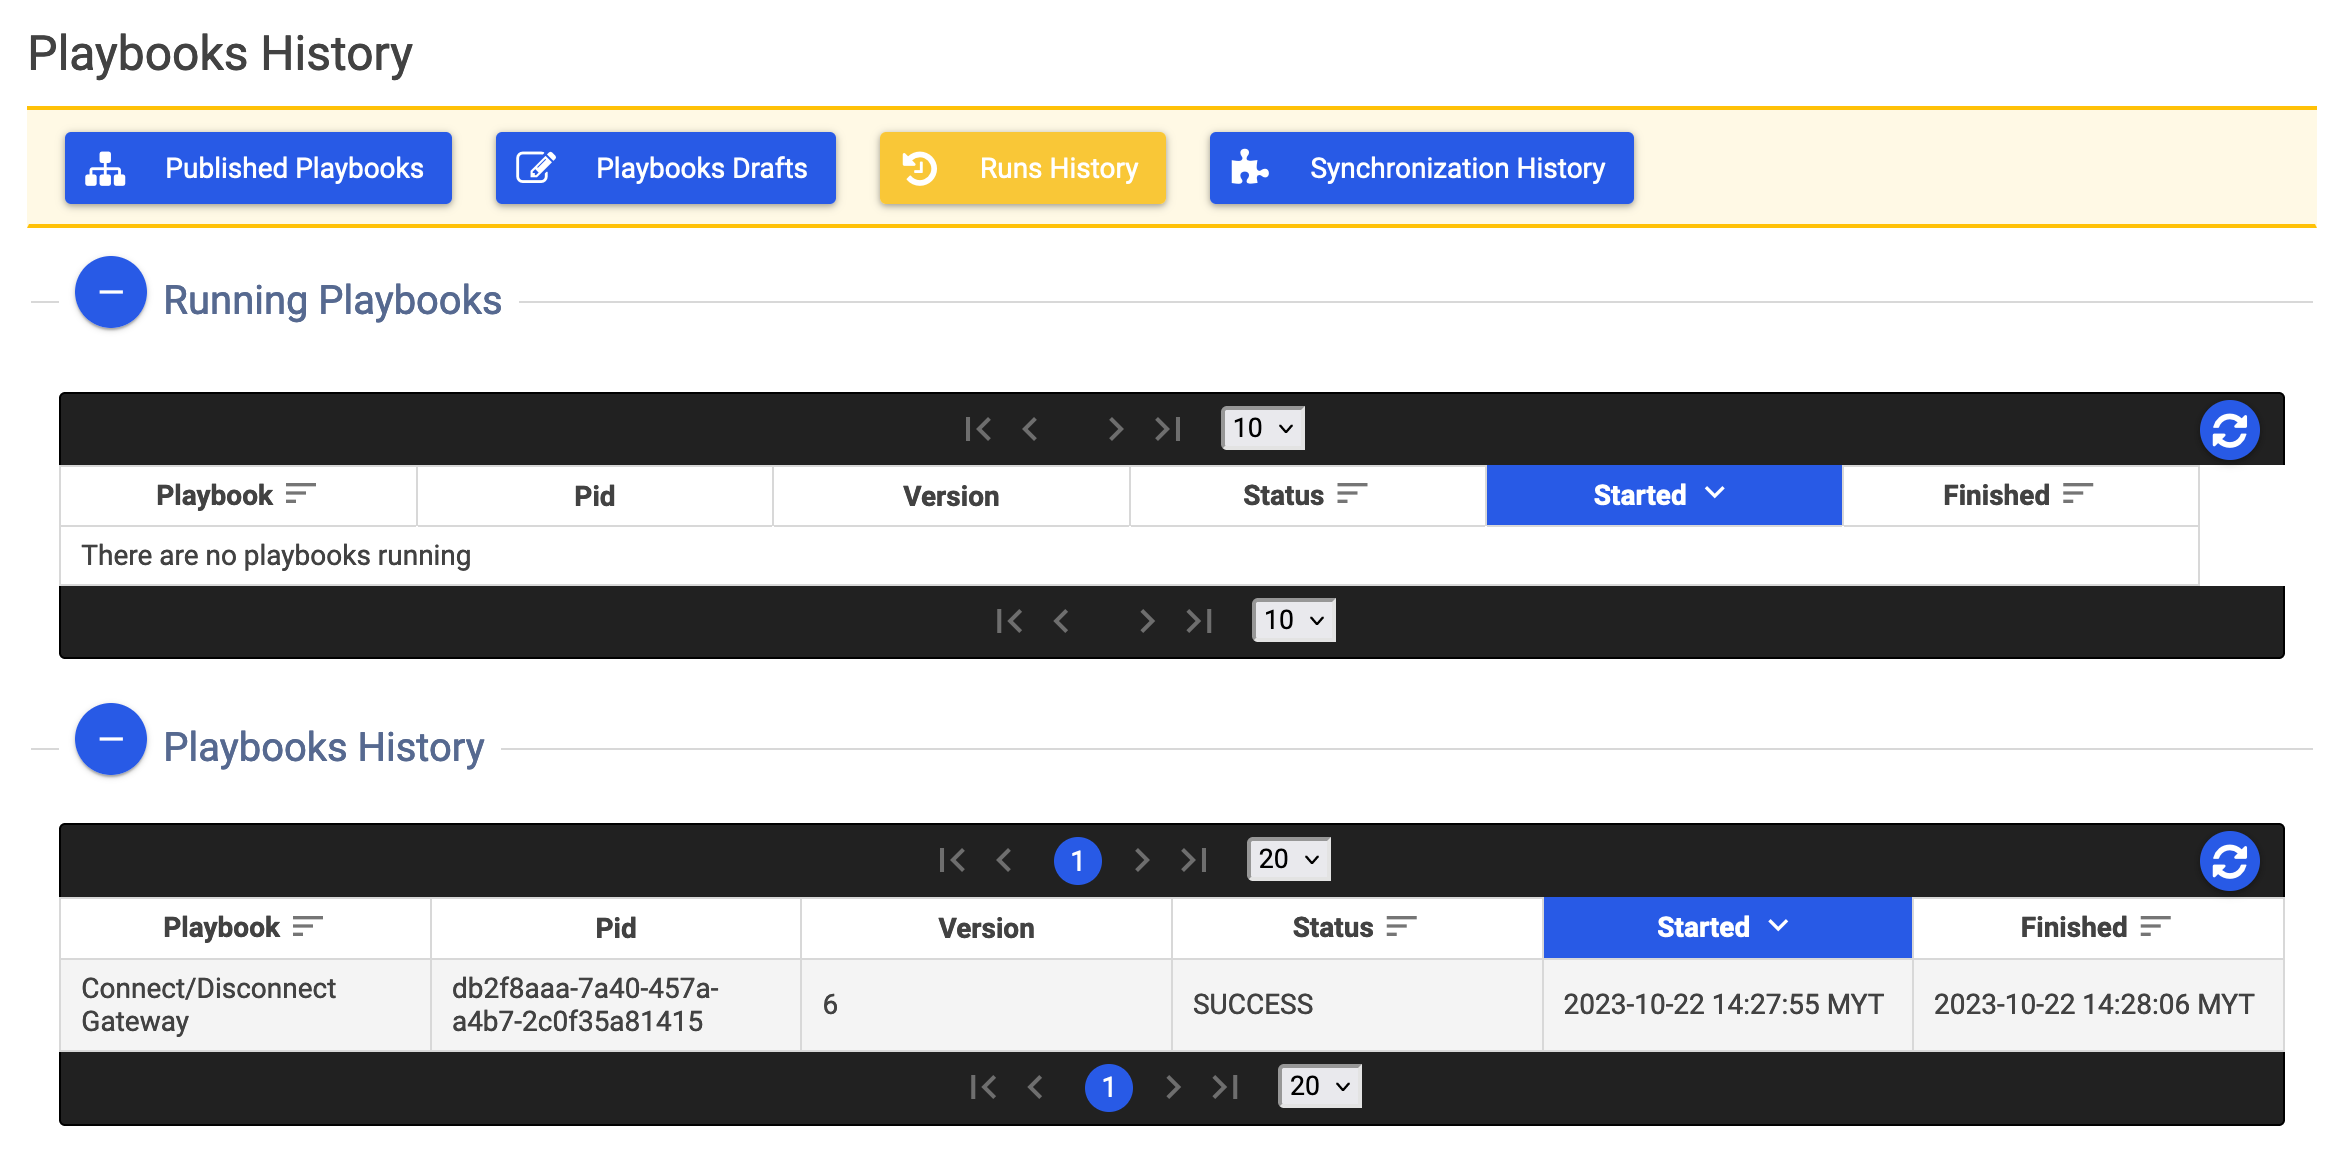 Playbooks History
Published Playbooks
Playbooks Drafts
Runs History
Synchronization History
Running Playbooks
10
Playbook
Pid
Version
Status
Started
Finished
There are no playbooks running
10
Playbooks History
1
20
Playbook
Pid
Version
Status
Started
Finished
Connect/Disconnect
Gateway
db2f8aaa-7a40-457a-
a4b7-2c0f35a81415
6
SUCCESS
2023-10-22 14:27:55 MYT
2023-10-22 14:28:06 MYT
1
20